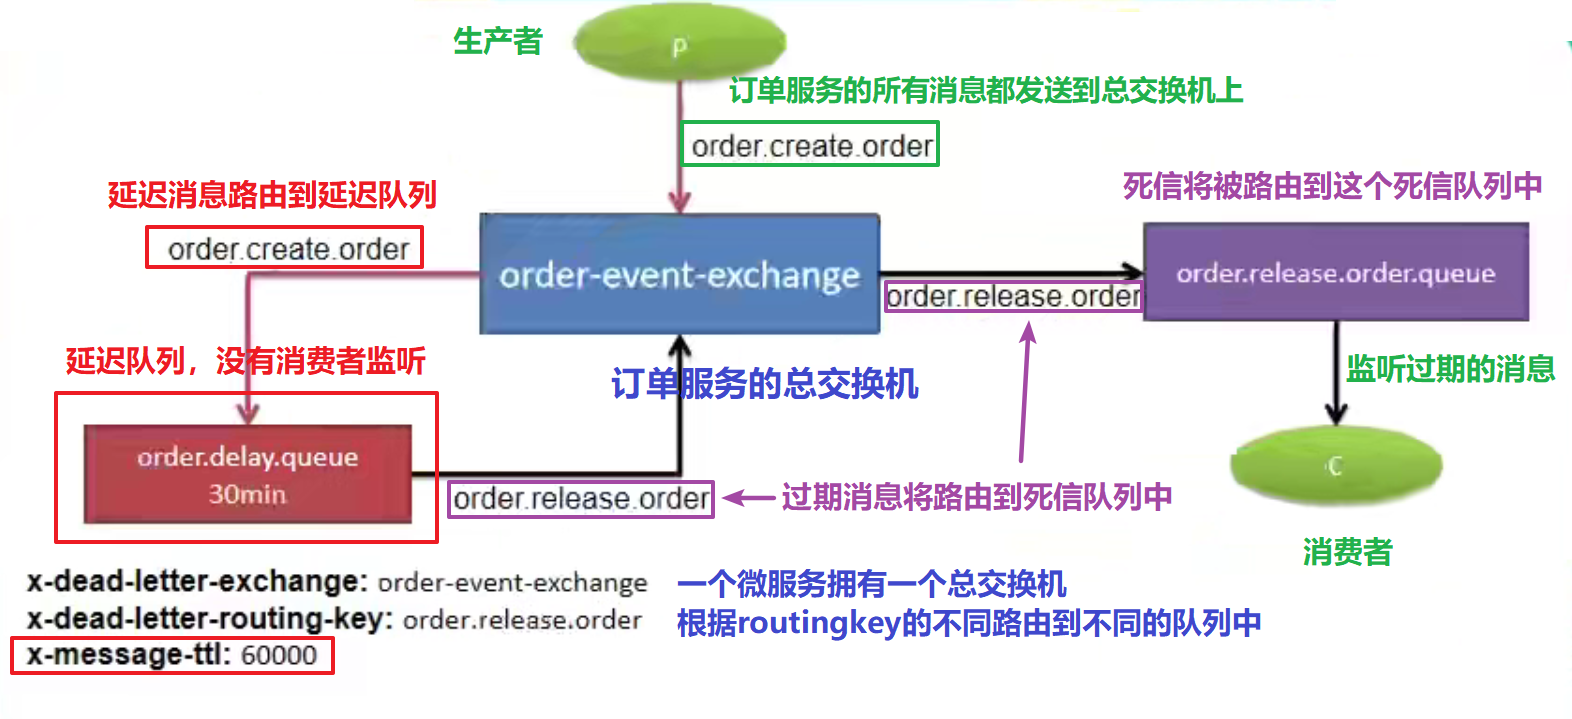 生产者
P
订单服务的所有消息都发送到总交换机上
order.create.order
延迟消息路由到延迟队列
order.create.order
死信将被路由到这个死信队列中
order-event-exchange
order.release.order
order.release.order.queue
延迟队列，没有消费者监听
订单服务的总交换机
监听过期的消息
order.delay.queue
30min
order.release.order
过期消息将路由到死信队列中
C
消费者
x-dead-letter-exchange: order-event-exchange
一个微服务拥有一个总交换机
x-dead-letter-routing-key: order.release.order
根据routingkey的不同路由到不同的队列中
x-message-ttl: 60000